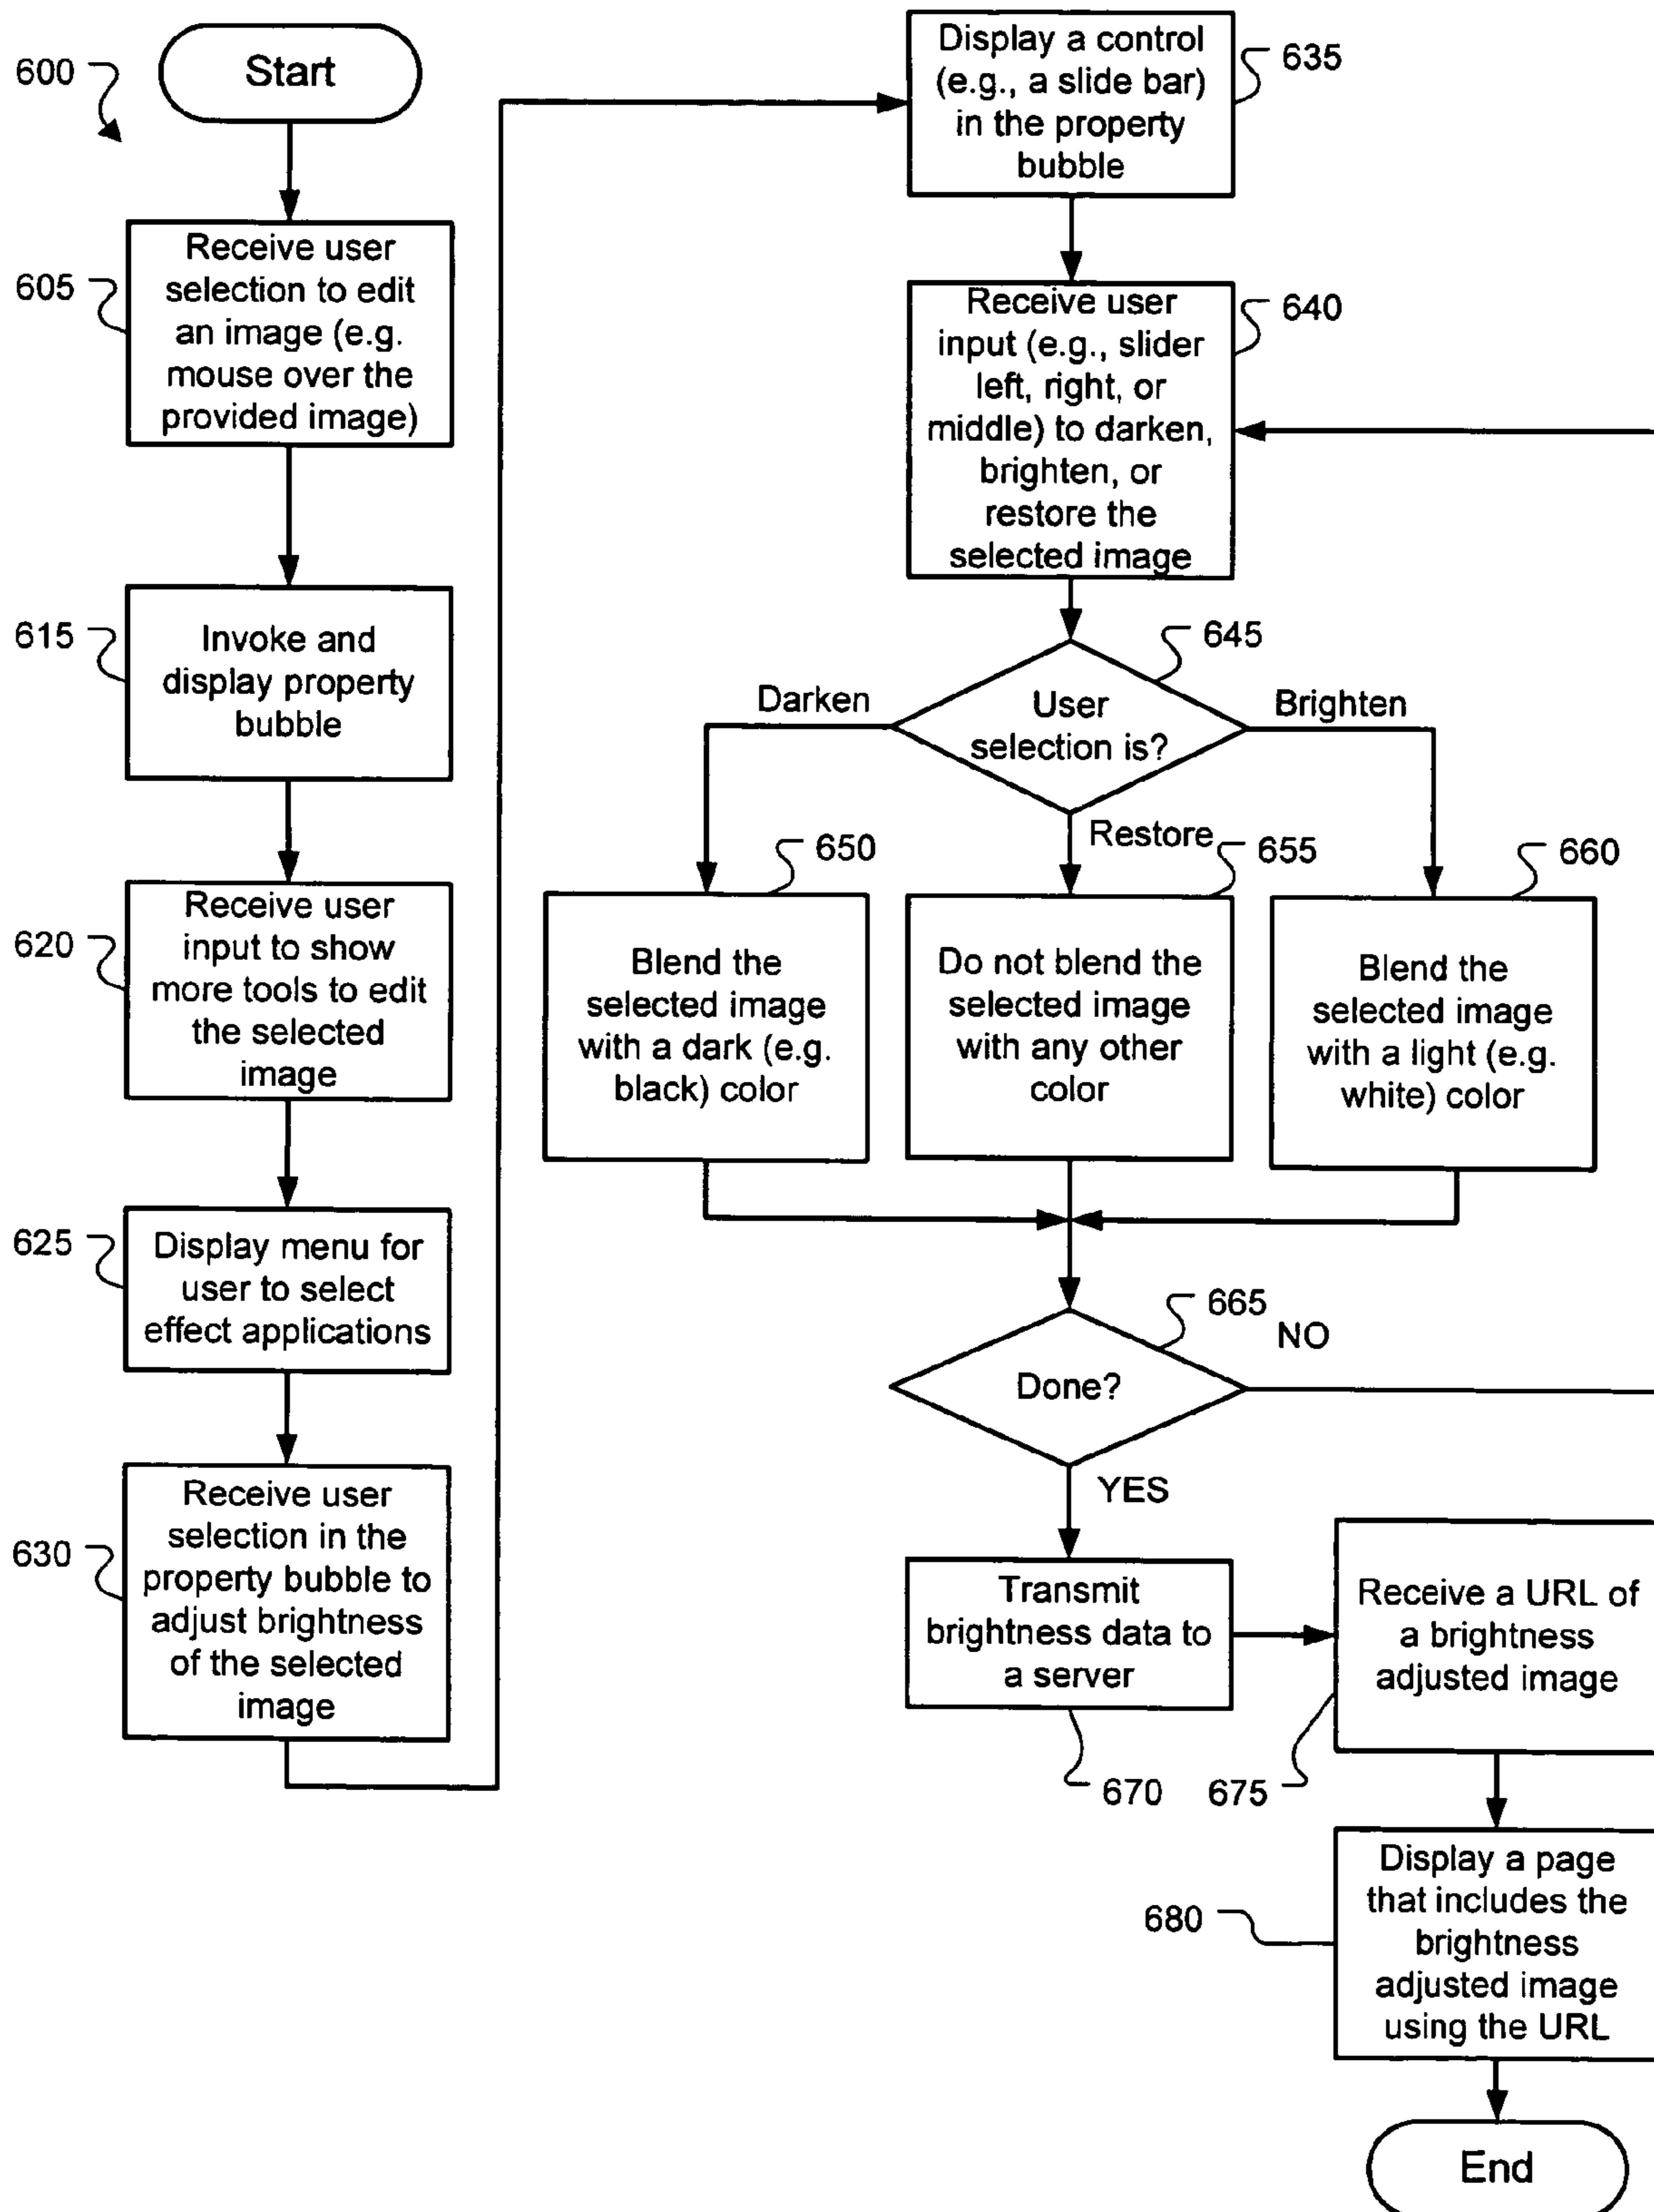 600
Start
605
Receive user
selection to edit
an image (e.g.
mouse over the
provided image)
615
Invoke and
display property
bubble
620
Receive user
input to show
more tools to edit
the selected
image
625
Display menu for
user to select
effect applications
630
Receive user
selection in the
property bubble to
adjust brightness
of the selected
image
Display a control
(e.g., a slide bar)
in the property
bubble
635
Receive user
input (e.g., slider
left, right, or
middle) to darken,
brighten, or
restore the
selected image
640
645
User
selection is?
Darken
Restore
Brighten
650
Blend the
selected image
with a dark (e.g.
black) color
655
Do not blend the
selected image
with any other
color
660
Blend the
selected image
with a light (e.g.
white) color
665
Done?
NO
YES
Transmit
brightness data to
a server
670
Receive a URL of
a brightness
adjusted image
675
680
Display a page
that includes the
brightness
adjusted image
using the URL
End